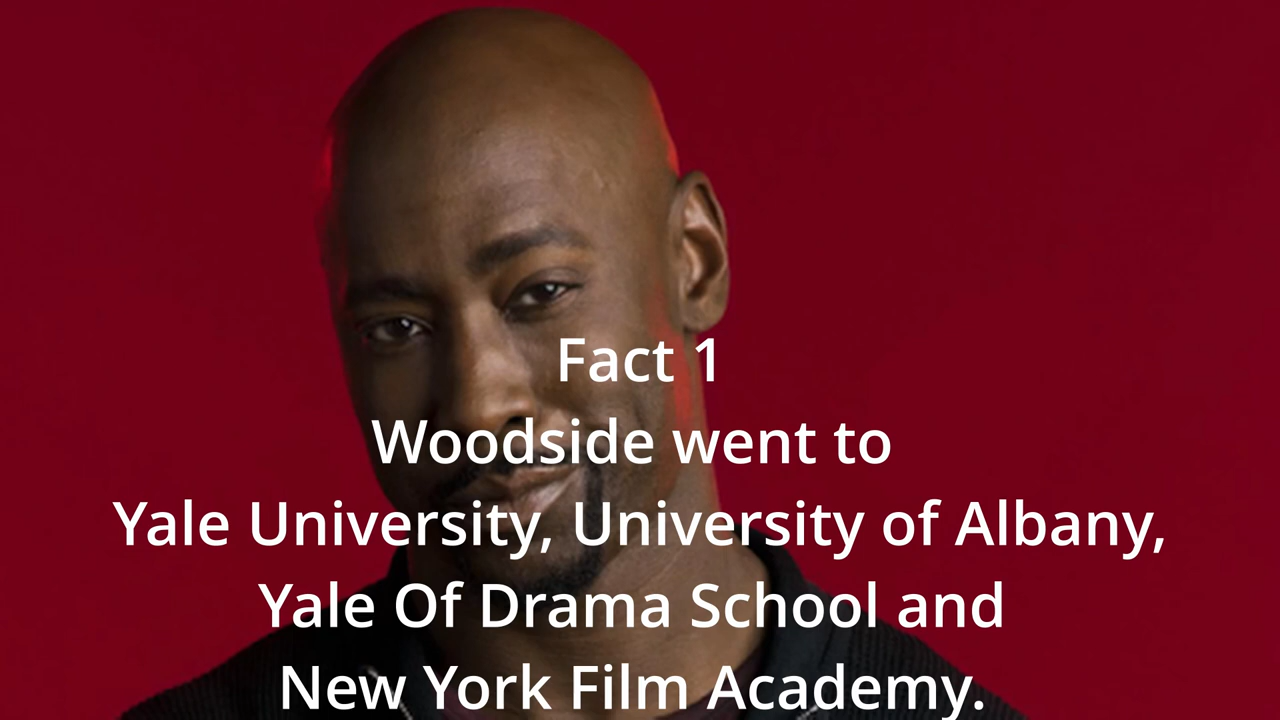 Fact 1
Woodside went to
Yale University, University of Albany,
Yale Of Drama School and
New York Film Academy.